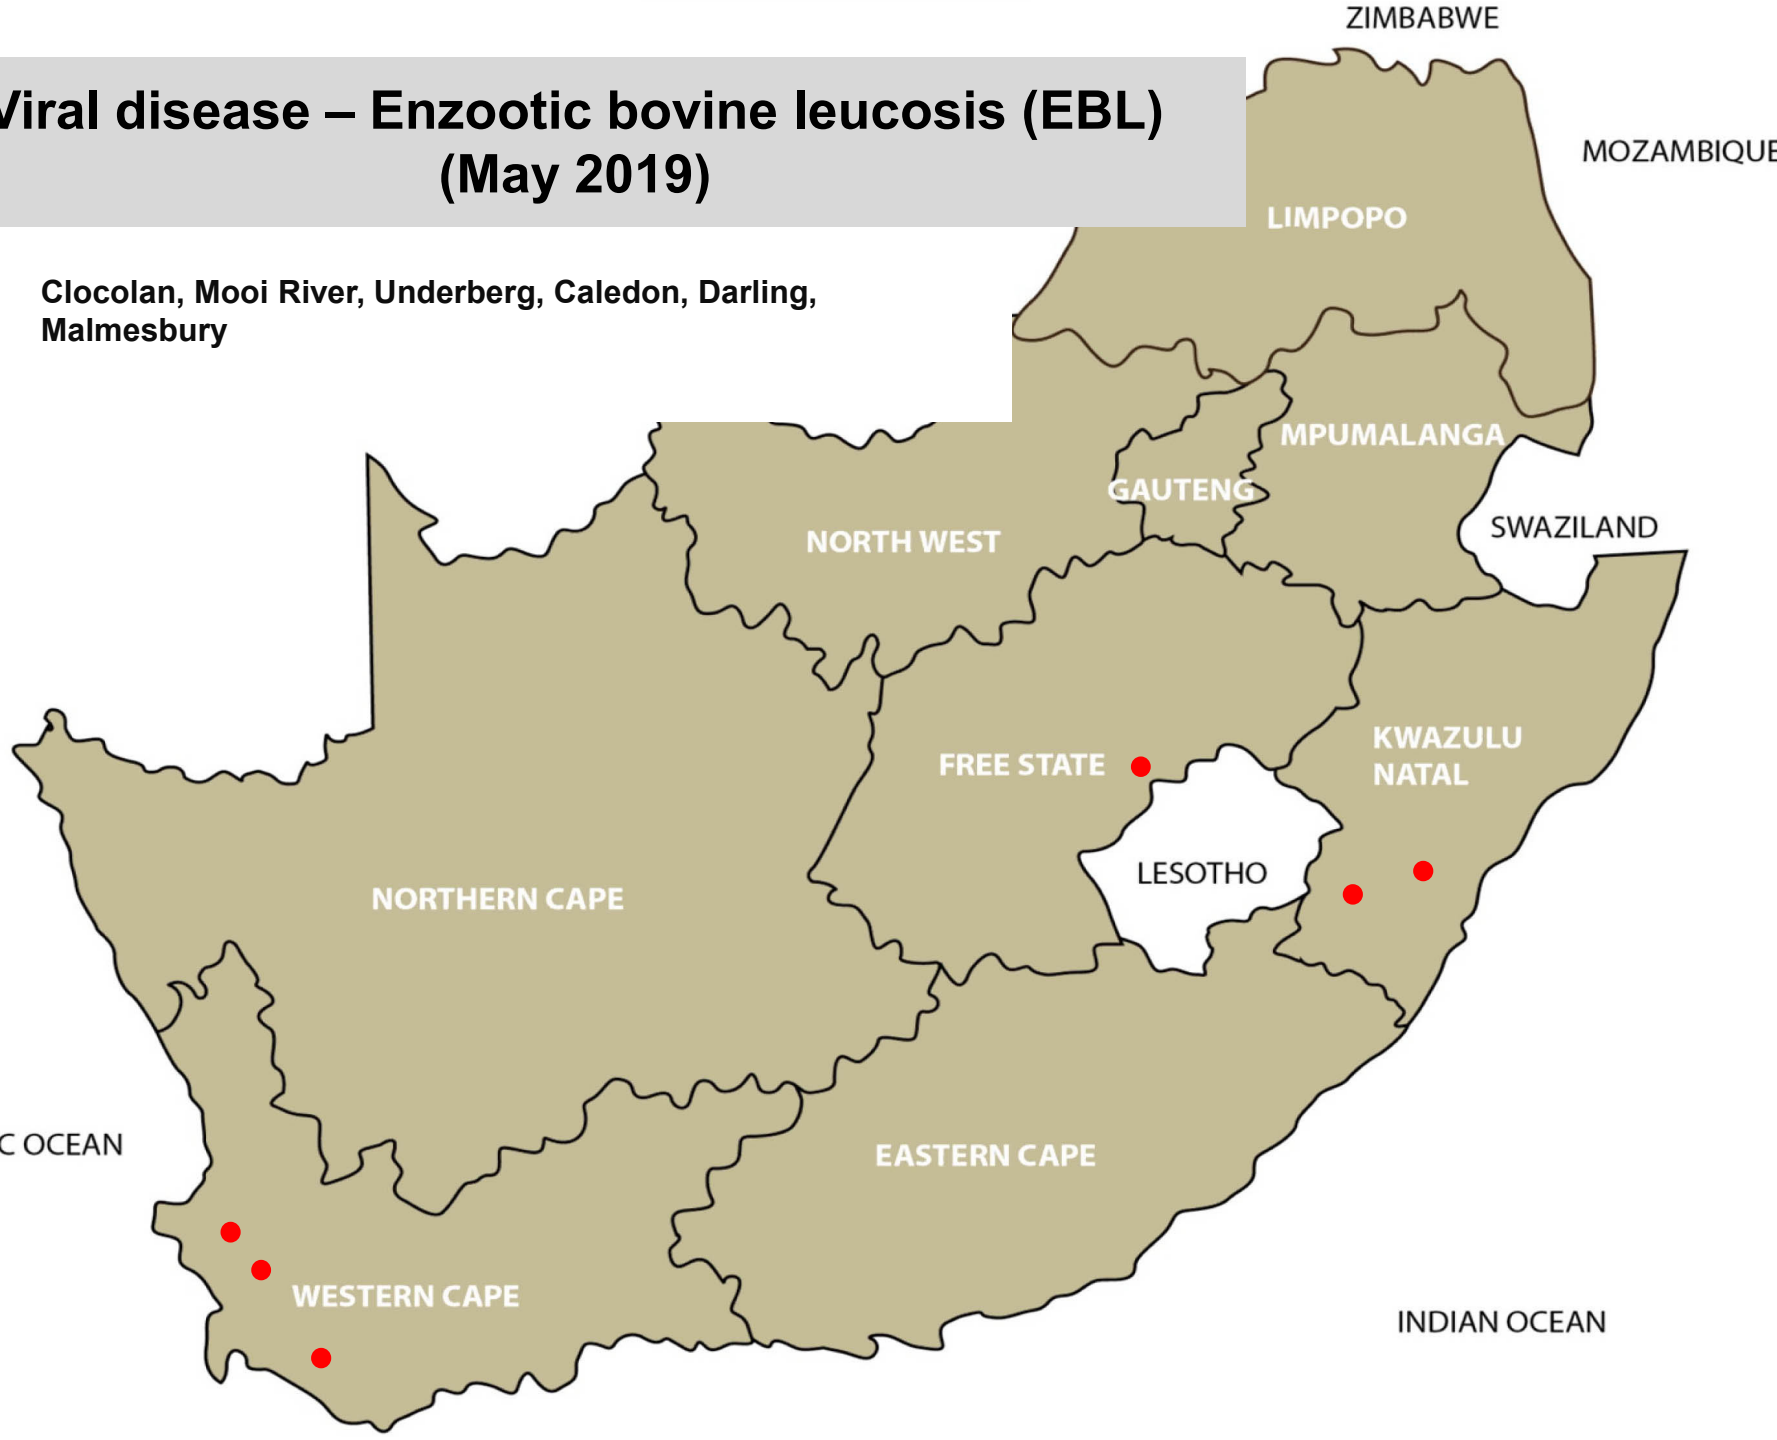 ZIMBABWE
Viral disease – Enzootic bovine leucosis (EBL)
(May 2019)
MOZAMBIQUE
LIMPOPO
Clocolan, Mooi River, Underberg, Caledon, Darling,
Malmesbury
MPUMALANGA
GAUTENG
NORTH WEST
SWAZILAND
KWAZULU
NATAL
FREE STATE
LESOTHO
NORTHERN CAPE
C OCEAN
EASTERN CAPE
WESTERN CAPE
INDIAN OCEAN